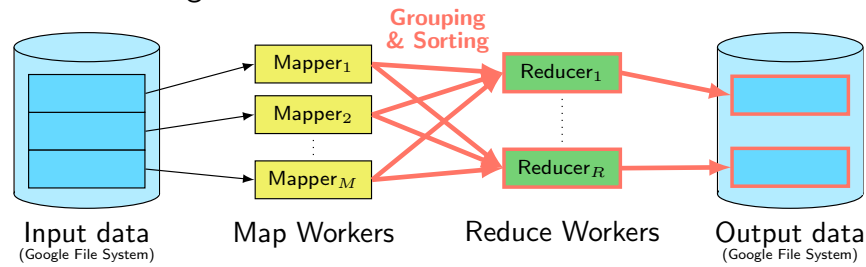 Grouping
& Sorting
Mapper₁
Reducer₁
Mapper₂
Mapper_M
Reducer_R
Input data
(Google File System)
Map Workers
Reduce Workers
Output data
(Google File System)